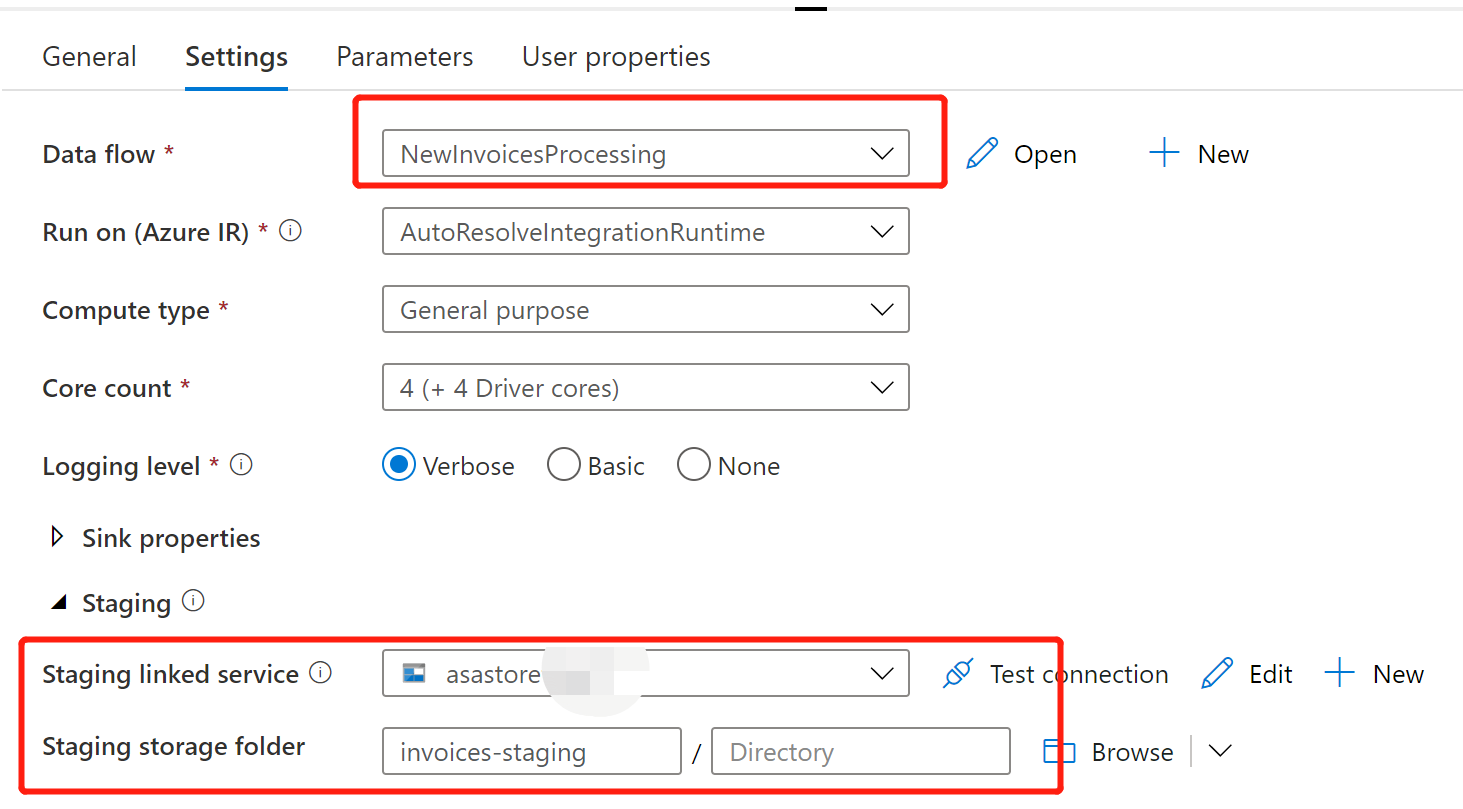 General Settings Parameters User properties
Data flow * NewInvoicesProcessing Open New
Run on (Azure IR) * AutoResolveIntegrationRuntime
Compute type * General purpose
Core count * 4 (+ 4 Driver cores)
Logging level * Verbose Basic None
Sink properties
Staging
Staging linked service asastore Test connection Edit New
Staging storage folder invoices-staging / Directory Browse